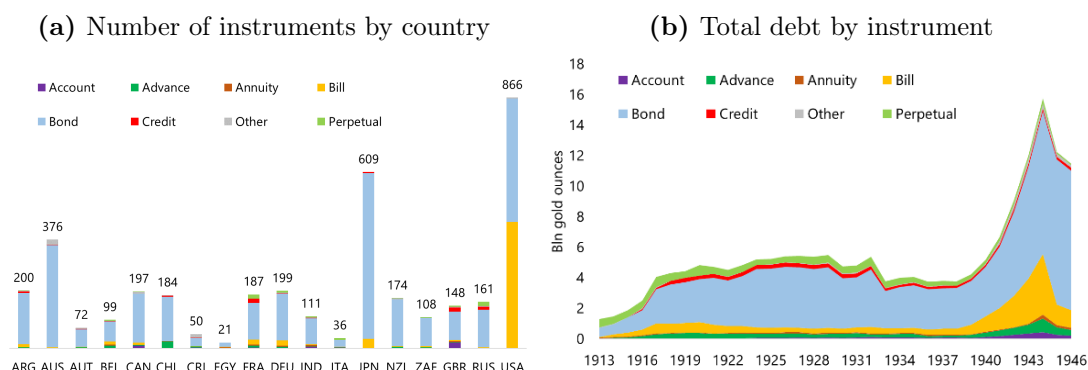 (a) Number of instruments by country
Account Advance Annuity Bill
Bond Credit Other Perpetual
200 376 72 99 197 184 50 21 187 199 111 36 609 174 108 148 161 866
ARG AUS AUT BEL CAN CHL CRI EGY FRA DEU IND ITA JPN NZL ZAF GBR RUS USA
(b) Total debt by instrument
Bln gold ounces
18
16
14
12
10
8
6
4
2
0
Account Advance Annuity Bill
Bond Credit Other Perpetual
1913 1916 1919 1922 1925 1928 1931 1934 1937 1940 1943 1946